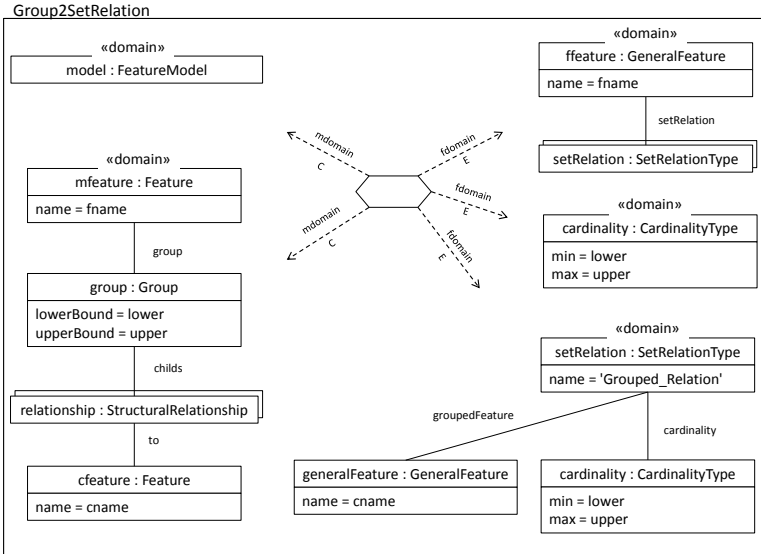 Group2SetRelation
«domain»
model : FeatureModel
«domain»
mfeature : Feature
name = fname
group
group : Group
lowerBound = lower
upperBound = upper
childs
relationship : StructuralRelationship
to
cfeature : Feature
name = cname
mdomain
C
mdomain
C
fdomain
E
fdomain
E
fdomain
E
«domain»
ffeature : GeneralFeature
name = fname
setRelation
setRelation : SetRelationType
«domain»
cardinality : CardinalityType
min = lower
max = upper
«domain»
setRelation : SetRelationType
name = 'Grouped_Relation'
groupedFeature
cardinality
generalFeature : GeneralFeature
name = cname
cardinality : CardinalityType
min = lower
max = upper